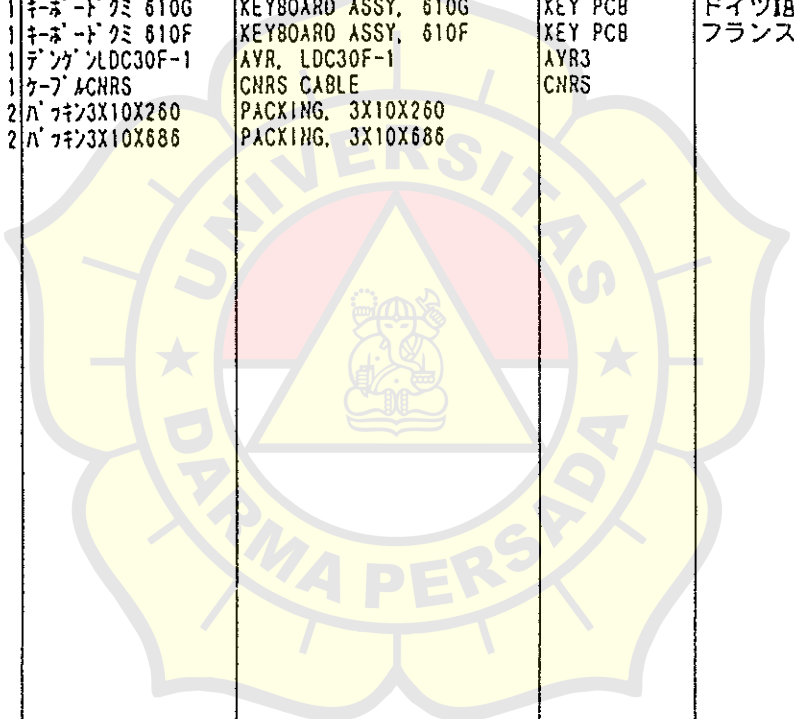 1 キーボードクミ 610G KEYBOARD ASSY, 610G KEY PCB ドイツ
1 キーボードクミ 610F KEYBOARD ASSY, 610F KEY PCB フランス
1 デンゲンLDC30F-1 AVR, LDC30F-1 AVR3
1 ケーブルCNRS CNRS CABLE CNRS
2 パッキン3X10X260 PACKING, 3X10X260
2 パッキン3X10X686 PACKING, 3X10X686
UNIVERSITAS
DARMA PERSADA